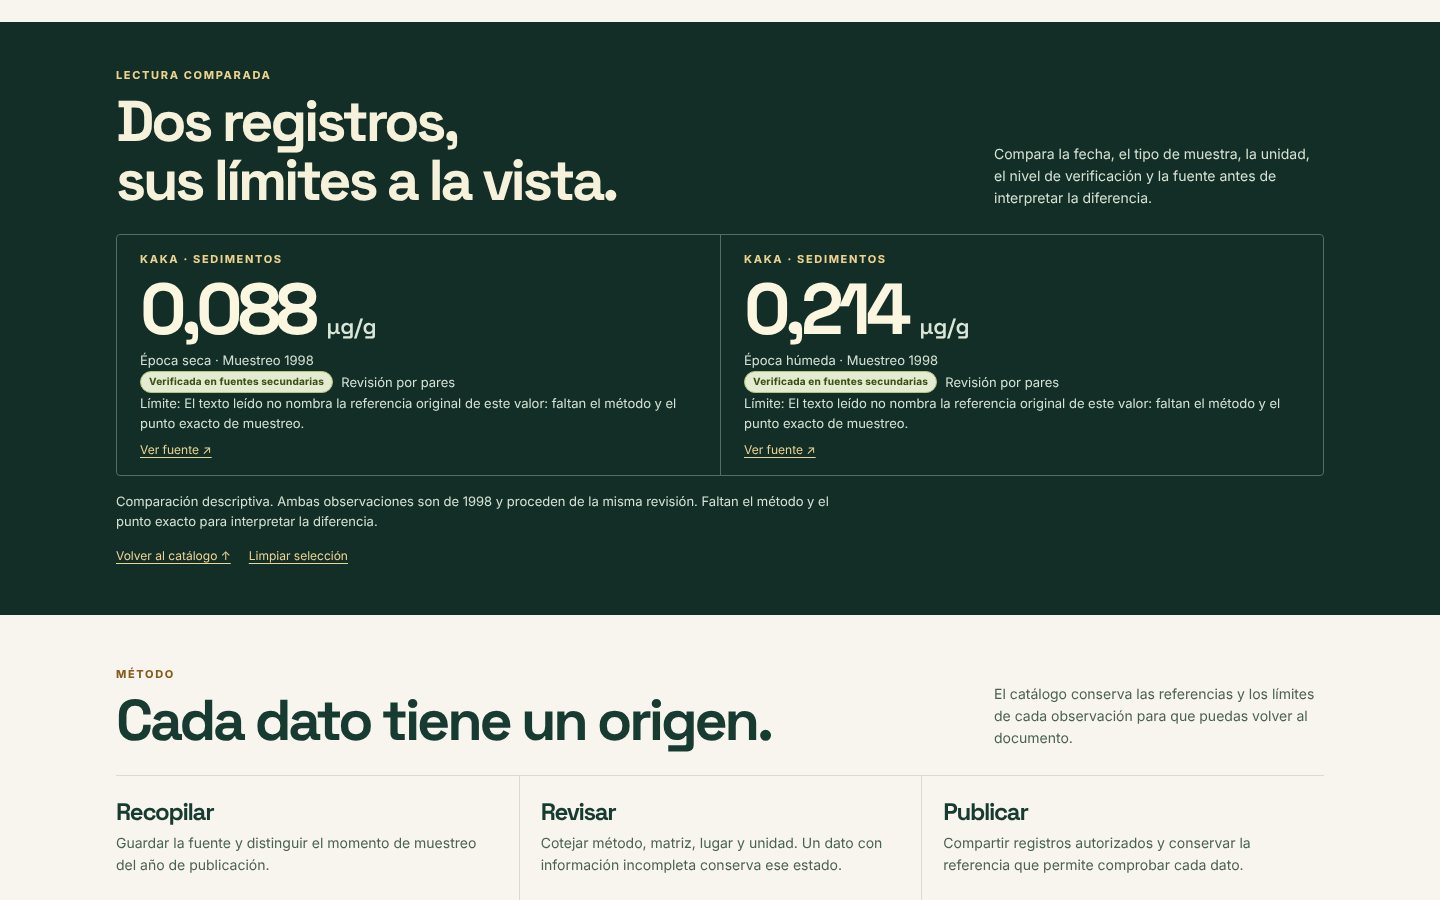 LECTURA COMPARADA
Dos registros,
sus límites a la vista.
Compara la fecha, el tipo de muestra, la unidad,
el nivel de verificación y la fuente antes de
interpretar la diferencia.
KAKA · SEDIMENTOS
0,088 µg/g
Época seca · Muestreo 1998
Verificada en fuentes secundarias Revisión por pares
Límite: El texto leído no nombra la referencia original de este valor: faltan el método y el
punto exacto de muestreo.
Ver fuente ↗
KAKA · SEDIMENTOS
0,214 µg/g
Época húmeda · Muestreo 1998
Verificada en fuentes secundarias Revisión por pares
Límite: El texto leído no nombra la referencia original de este valor: faltan el método y el
punto exacto de muestreo.
Ver fuente ↗
Comparación descriptiva. Ambas observaciones son de 1998 y proceden de la misma revisión. Faltan el método y el
punto exacto para interpretar la diferencia.
Volver al catálogo ↑ Limpiar selección
MÉTODO
Cada dato tiene un origen.
El catálogo conserva las referencias y los límites
de cada observación para que puedas volver al
documento.
Recopilar
Guardar la fuente y distinguir el momento de muestreo
del año de publicación.
Revisar
Cotejar método, matriz, lugar y unidad. Un dato con
información incompleta conserva ese estado.
Publicar
Compartir registros autorizados y conservar la
referencia que permite comprobar cada dato.